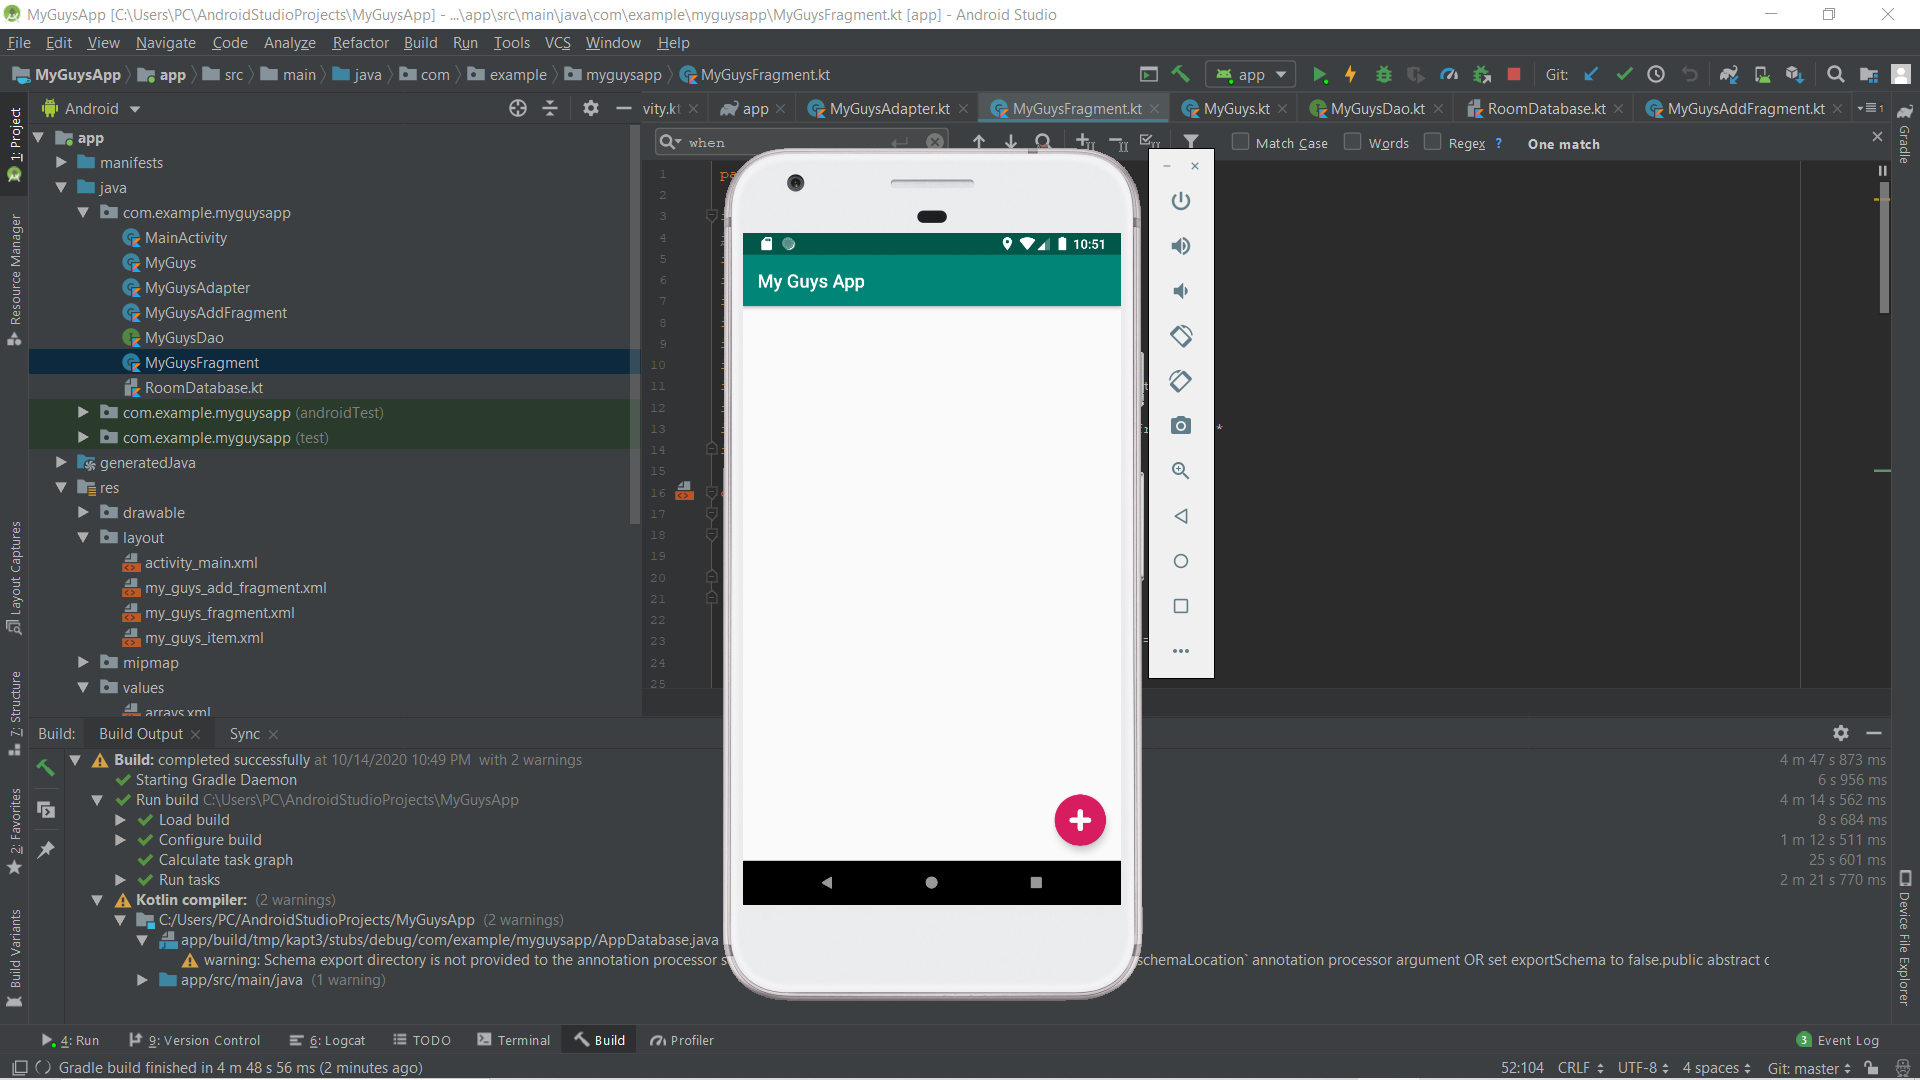 MyGuysApp [C:\Users\PC\AndroidStudioProjects\MyGuysApp] - ...\app\src\main\java\com\example\myguysapp\MyGuysFragment.kt [app] - Android Studio
File Edit View Navigate Code Analyze Refactor Build Run Tools VCS Window Help
MyGuysApp app src main java com example myguysapp MyGuysFragment.kt app Git:
Android vity.kt app MyGuysAdapter.kt MyGuysFragment.kt MyGuys.kt MyGuysDao.kt RoomDatabase.kt MyGuysAddFragment.kt 1
when Match Case Words Regex ? One match
1: Project
Resource Manager
Layout Captures
7: Structure
2: Favorites
Build Variants
Gradle
Device File Explorer
app
manifests
java
com.example.myguysapp
MainActivity
MyGuys
MyGuysAdapter
MyGuysAddFragment
MyGuysDao
MyGuysFragment
RoomDatabase.kt
com.example.myguysapp (androidTest)
com.example.myguysapp (test)
generatedJava
res
drawable
layout
activity_main.xml
my_guys_add_fragment.xml
my_guys_fragment.xml
my_guys_item.xml
mipmap
values
arrays.xml
1
2
3
4
5
6
7
8
9
10
11
12
13
14
15
16
17
18
19
20
21
22
23
24
25
10:51
My Guys App
Build: Build Output Sync
Build: completed successfully at 10/14/2020 10:49 PM with 2 warnings 4 m 47 s 873 ms
Starting Gradle Daemon 6 s 956 ms
Run build C:\Users\PC\AndroidStudioProjects\MyGuysApp 4 m 14 s 562 ms
Load build 8 s 684 ms
Configure build 1 m 12 s 511 ms
Calculate task graph 25 s 601 ms
Run tasks 2 m 21 s 770 ms
Kotlin compiler: (2 warnings)
C:/Users/PC/AndroidStudioProjects/MyGuysApp (2 warnings)
app/build/tmp/kapt3/stubs/debug/com/example/myguysapp/AppDatabase.java
warning: Schema export directory is not provided to the annotation processor s schemaLocation` annotation processor argument OR set exportSchema to false.public abstract c
app/src/main/java (1 warning)
4: Run 9: Version Control 6: Logcat TODO Terminal Build Profiler 3 Event Log
Gradle build finished in 4 m 48 s 56 ms (2 minutes ago) 52:104 CRLF UTF-8 4 spaces Git: master